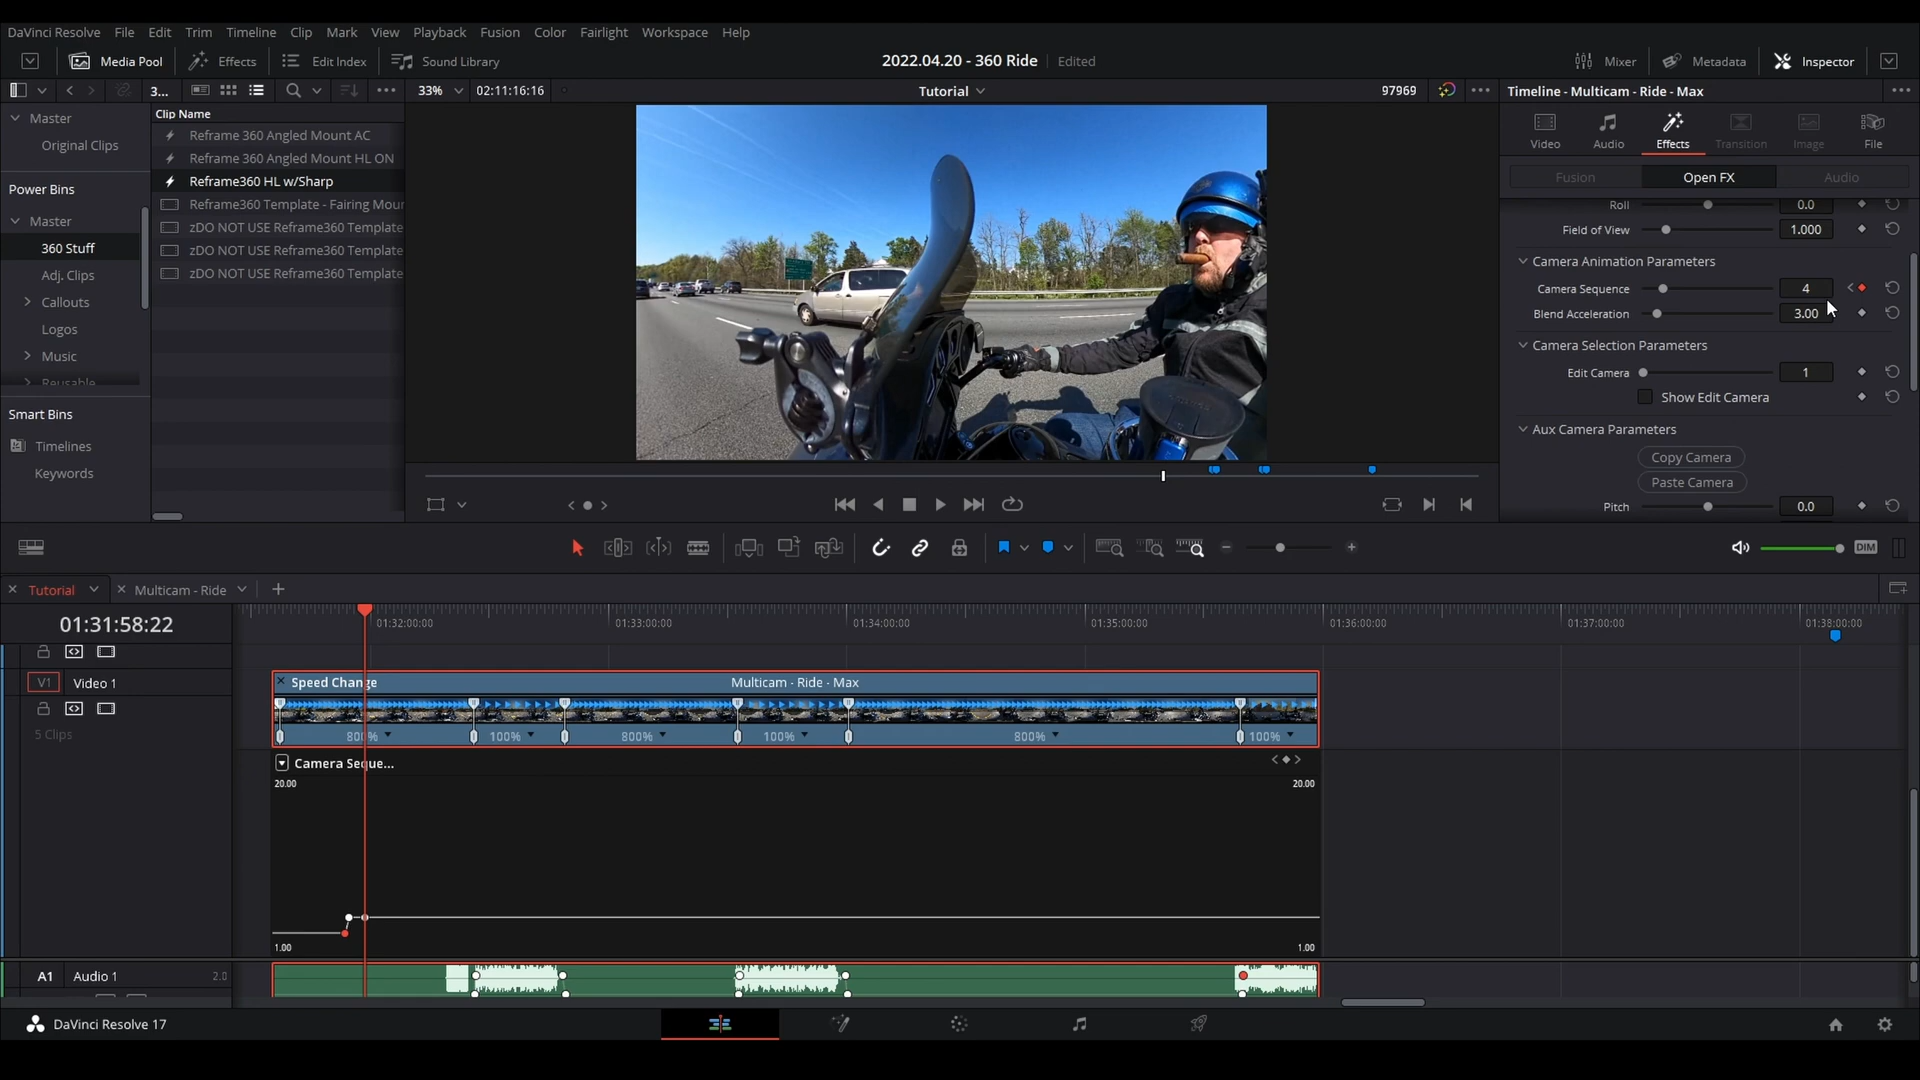 DaVinci Resolve File Edit Trim Timeline Clip Mark View Playback Fusion Color Fairlight Workspace Help
Media Pool Effects Edit Index Sound Library 2022.04.20 - 360 Ride Edited Mixer Metadata Inspector
3... 33% 02:11:16:16 Tutorial 97969 Timeline - Multicam - Ride - Max
Master
Original Clips
Power Bins
Master
360 Stuff
Adj. Clips
Callouts
Logos
Music
Reusable
Smart Bins
Timelines
Keywords
Clip Name
Reframe 360 Angled Mount AC
Reframe 360 Angled Mount HL ON
Reframe360 HL w/Sharp
Reframe360 Template - Fairing Moun
zDO NOT USE Reframe360 Template
zDO NOT USE Reframe360 Template
zDO NOT USE Reframe360 Template
Video Audio Effects Transition Image File
Fusion Open FX Audio
Roll 0.0
Field of View 1.000
Camera Animation Parameters
Camera Sequence 4
Blend Acceleration 3.00
Camera Selection Parameters
Edit Camera 1
Show Edit Camera
Aux Camera Parameters
Copy Camera
Paste Camera
Pitch 0.0
DIM
Tutorial Multicam - Ride
01:31:58:22
01:32:00:00 01:33:00:00 01:34:00:00 01:35:00:00 01:36:00:00 01:37:00:00 01:38:00:00
V1 Video 1
5 Clips
Speed Change Multicam - Ride - Max
800% 100% 800% 100% 800% 100%
Camera Seque...
20.00 20.00
1.00 1.00
A1 Audio 1 2.0
DaVinci Resolve 17